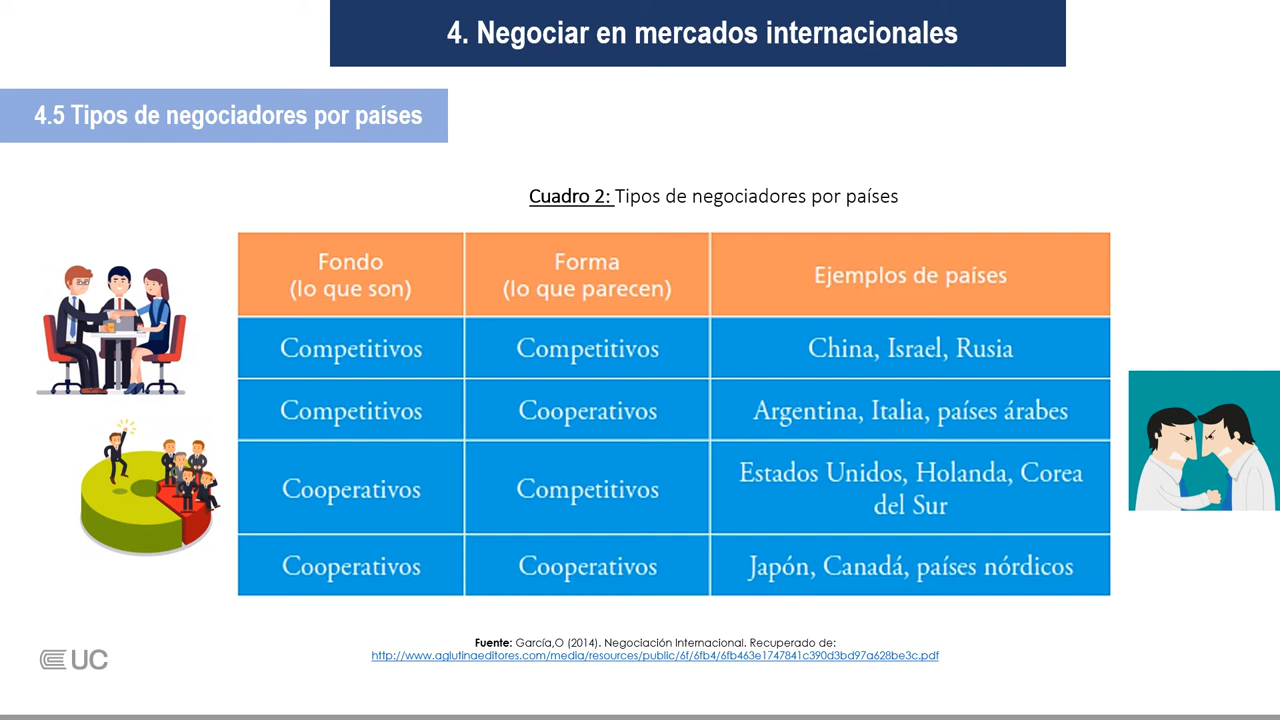 4. Negociar en mercados internacionales
4.5 Tipos de negociadores por países
Cuadro 2: Tipos de negociadores por países
Fondo
(lo que son)
Forma
(lo que parecen)
Ejemplos de países
Competitivos
Competitivos
China, Israel, Rusia
Competitivos
Cooperativos
Argentina, Italia, países árabes
Cooperativos
Competitivos
Estados Unidos, Holanda, Corea
del Sur
Cooperativos
Cooperativos
Japón, Canadá, países nórdicos
Fuente: García,O (2014). Negociación Internacional. Recuperado de:
http://www.aglutinaeditores.com/media/resources/public/6f/6fb4/6fb463e1747841c390d3bd97a628be3c.pdf
UC